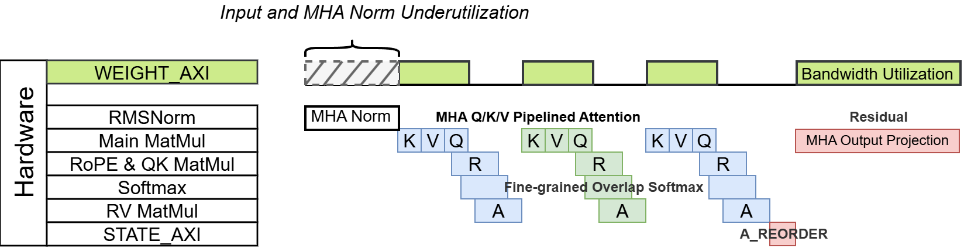 Input and MHA Norm Underutilization
Hardware
WEIGHT_AXI
Bandwidth Utilization
RMSNorm
MHA Norm
MHA Q/K/V Pipelined Attention
Residual
Main MatMul
K V Q
K V Q
K V Q
MHA Output Projection
RoPE & QK MatMul
R
R
R
Softmax
Fine-grained Overlap Softmax
RV MatMul
A
A
A
STATE_AXI
A_REORDER